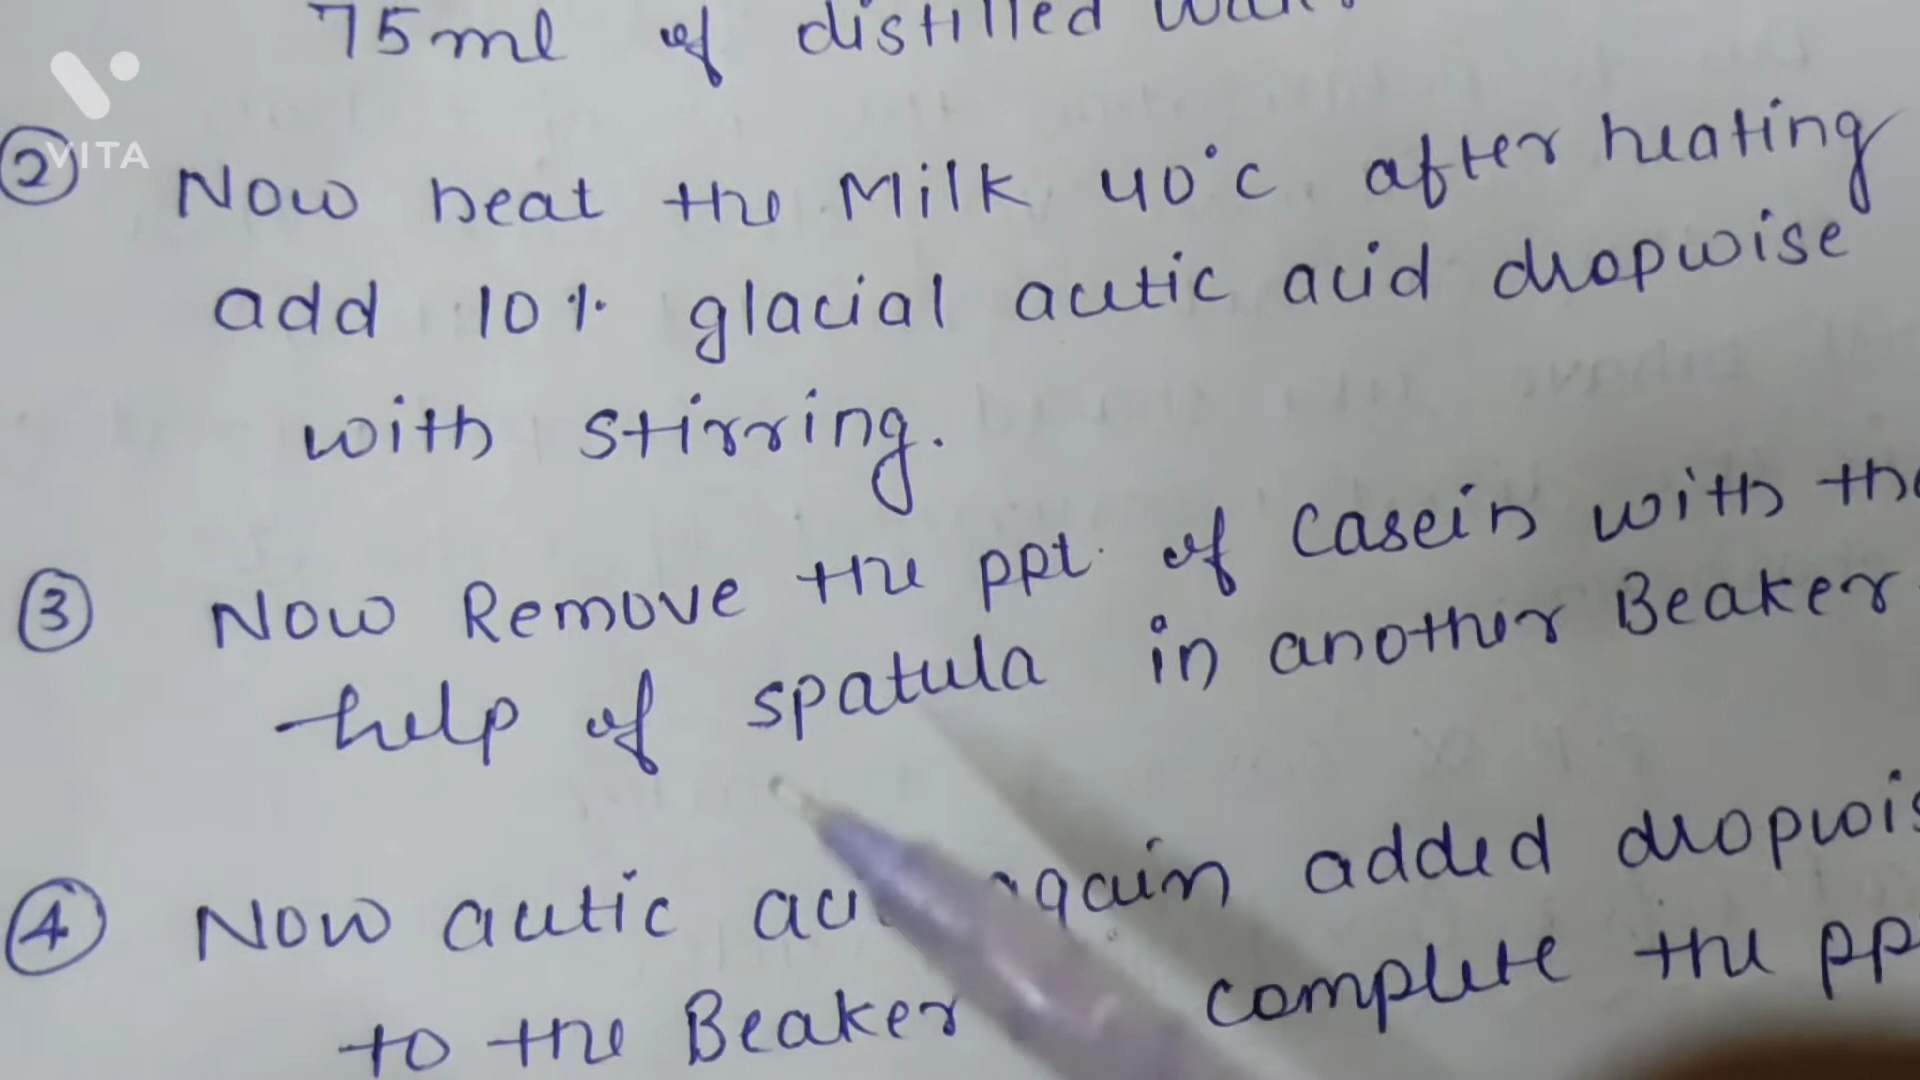 75ml of distilled
VITA
② Now heat the Milk 40°c. after heating
add 10% glacial acetic acid dropwise
with stirring.
③ Now Remove the ppt. of Casein with the
help of spatula in another Beaker
④ Now acetic again added dropwis
to the Beaker complete the pp